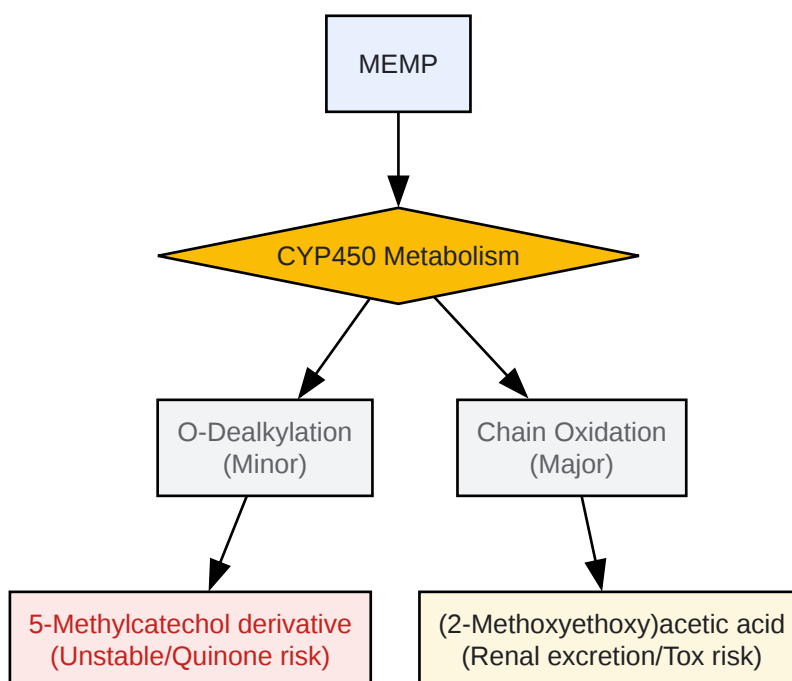 MEMP
CYP450 Metabolism
O-Dealkylation
(Minor)
Chain Oxidation
(Major)
5-Methylcatechol derivative
(Unstable/Quinone risk)
(2-Methoxyethoxy)acetic acid
(Renal excretion/Tox risk)